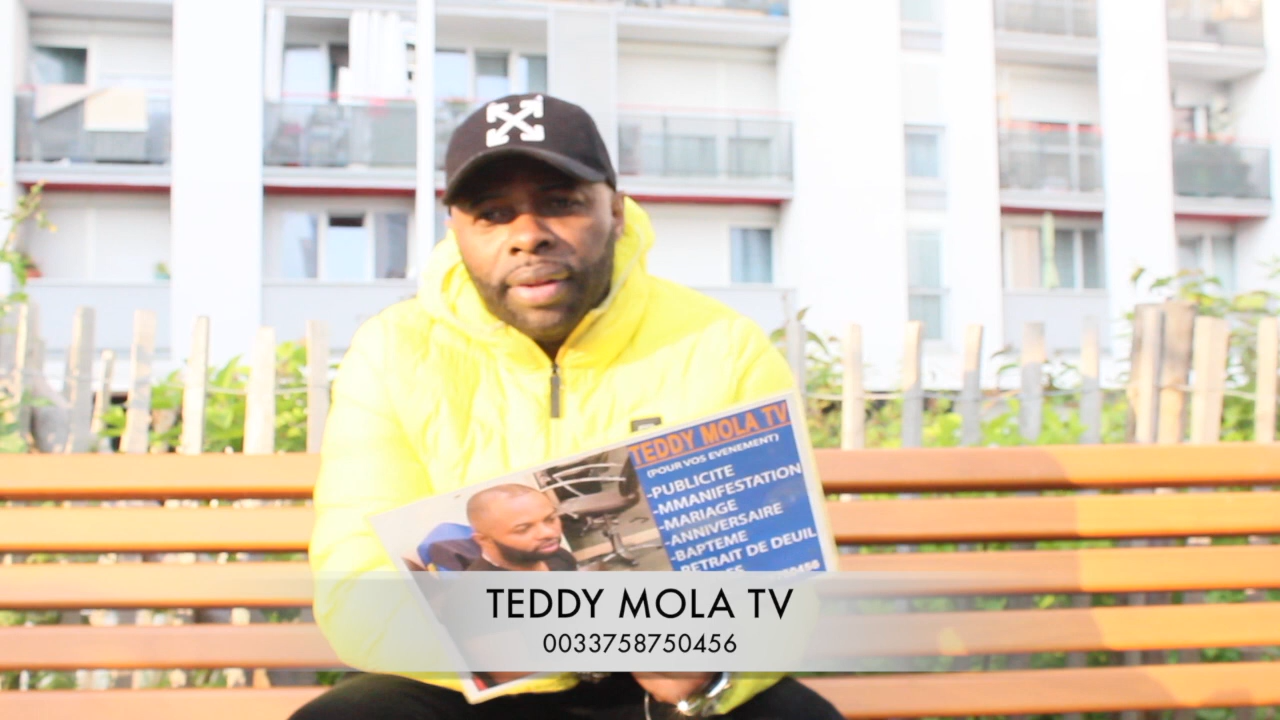 TEDDY MOLA TV
(POUR VOS EVENEMENT)
-PUBLICITE
-MMANIFESTATION
-MARIAGE
-ANNIVERSAIRE
-BAPTEME
-RETRAIT DE DEUIL
TEDDY MOLA TV
0033758750456